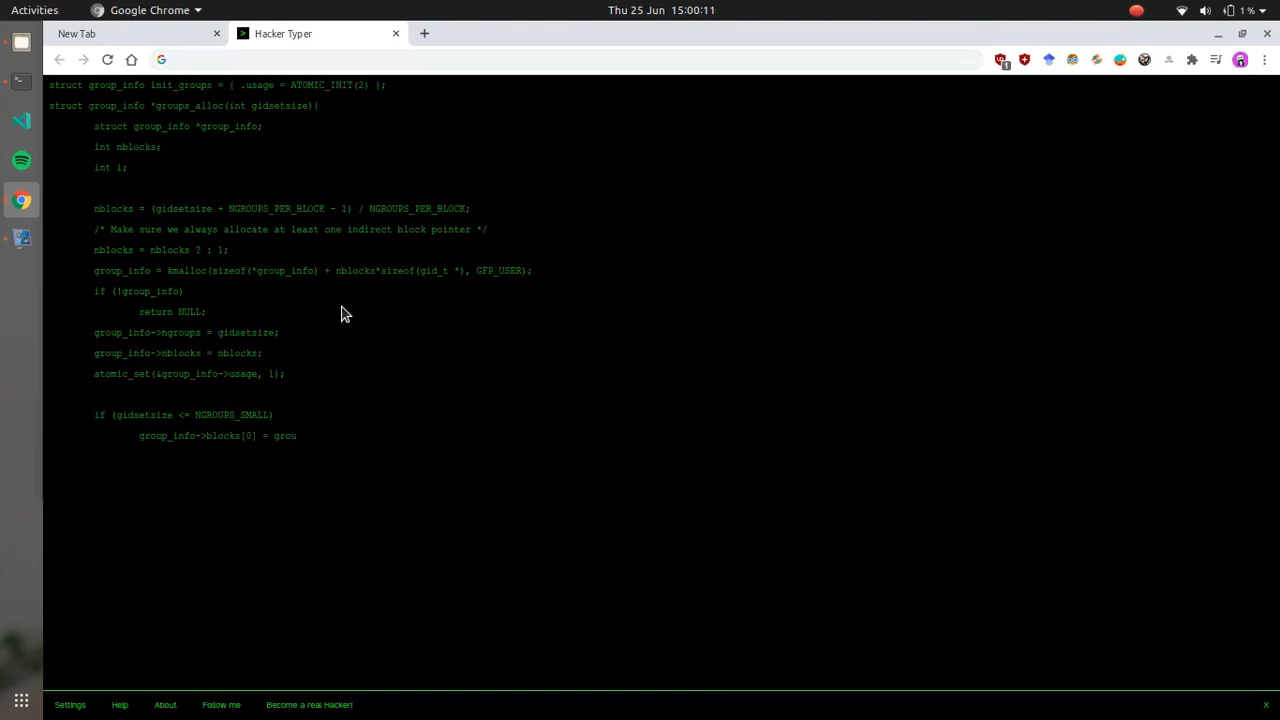 Activities Google Chrome Thu 25 Jun 15:00:11 1 %
New Tab Hacker Typer
1
struct group_info init_groups = { .usage = ATOMIC_INIT(2) };
struct group_info *groups_alloc(int gidsetsize){
struct group_info *group_info;
int nblocks;
int i;
nblocks = (gidsetsize + NGROUPS_PER_BLOCK - 1) / NGROUPS_PER_BLOCK;
/* Make sure we always allocate at least one indirect block pointer */
nblocks = nblocks ? : 1;
group_info = kmalloc(sizeof(*group_info) + nblocks*sizeof(gid_t *), GFP_USER);
if (!group_info)
return NULL;
group_info->ngroups = gidsetsize;
group_info->nblocks = nblocks;
atomic_set(&group_info->usage, 1);
if (gidsetsize <= NGROUPS_SMALL)
group_info->blocks[0] = grou
Settings Help About Follow me Become a real Hacker! X